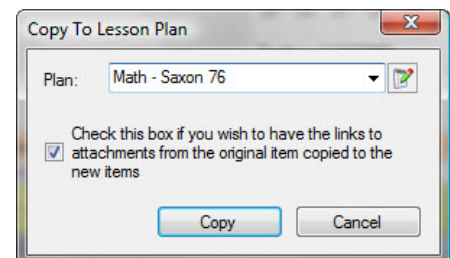 Copy To Lesson Plan
Plan: Math - Saxon 76
Check this box if you wish to have the links to
attachments from the original item copied to the
new items
Copy Cancel